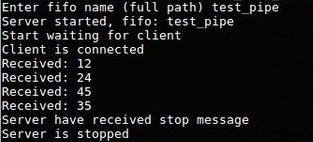 Enter fifo name (full path) test_pipe
Server started, fifo: test_pipe
Start waiting for client
Client is connected
Received: 12
Received: 24
Received: 45
Received: 35
Server have received stop message
Server is stopped